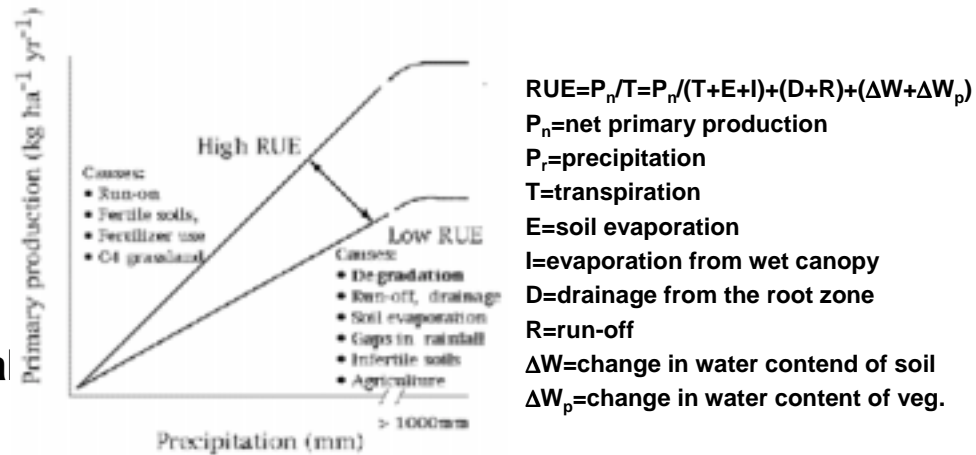 Primary production (kg ha⁻¹ yr⁻¹)
High RUE
Causes:
• Run-on
• Fertile soils,
• Fertilizer use
• C4 grassland
Low RUE
Causes:
• Degradation
• Run-off, drainage
• Soil evaporation
• Gaps in rainfall
• Infertile soils
• Agriculture
> 1000mm
Precipitation (mm)
RUE=Pₙ/T=Pₙ/(T+E+I)+(D+R)+(ΔW+ΔWₚ)
Pₙ=net primary production
Pᵣ=precipitation
T=transpiration
E=soil evaporation
I=evaporation from wet canopy
D=drainage from the root zone
R=run-off
ΔW=change in water contend of soil
ΔWₚ=change in water content of veg.